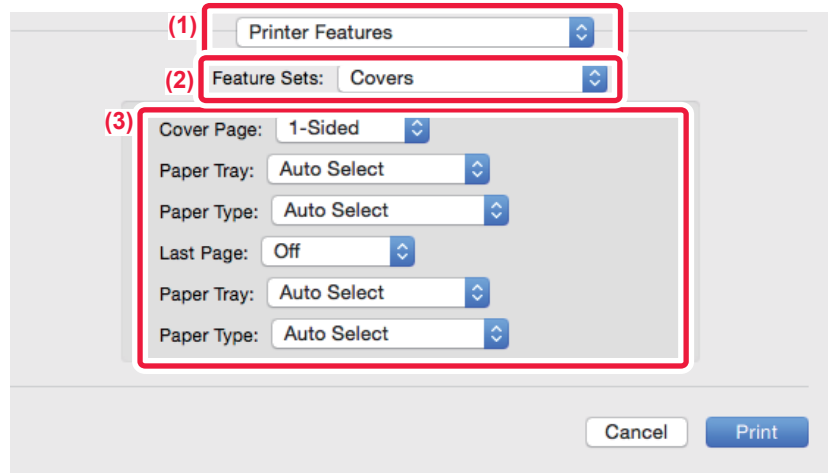 (1) Printer Features
(2) Feature Sets: Covers
(3) Cover Page: 1-Sided
Paper Tray: Auto Select
Paper Type: Auto Select
Last Page: Off
Paper Tray: Auto Select
Paper Type: Auto Select
Cancel Print